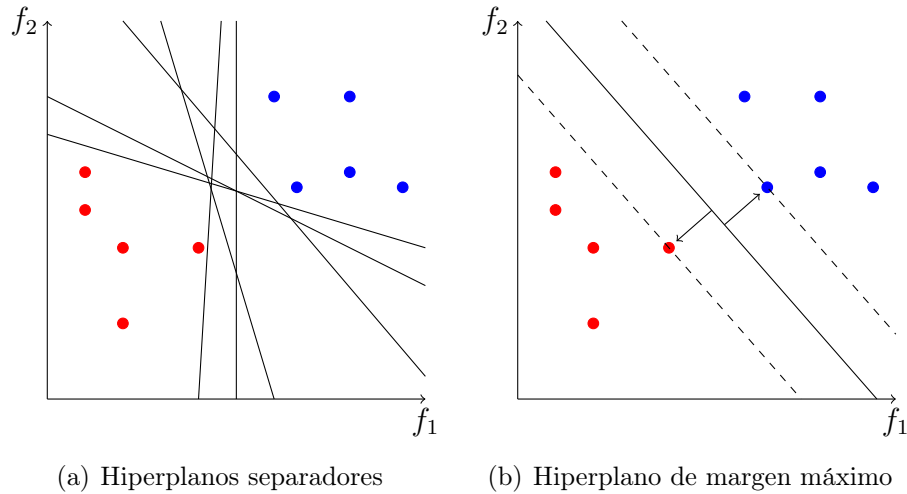 f₂
f₁
(a) Hiperplanos separadores
f₂
f₁
(b) Hiperplano de margen máximo